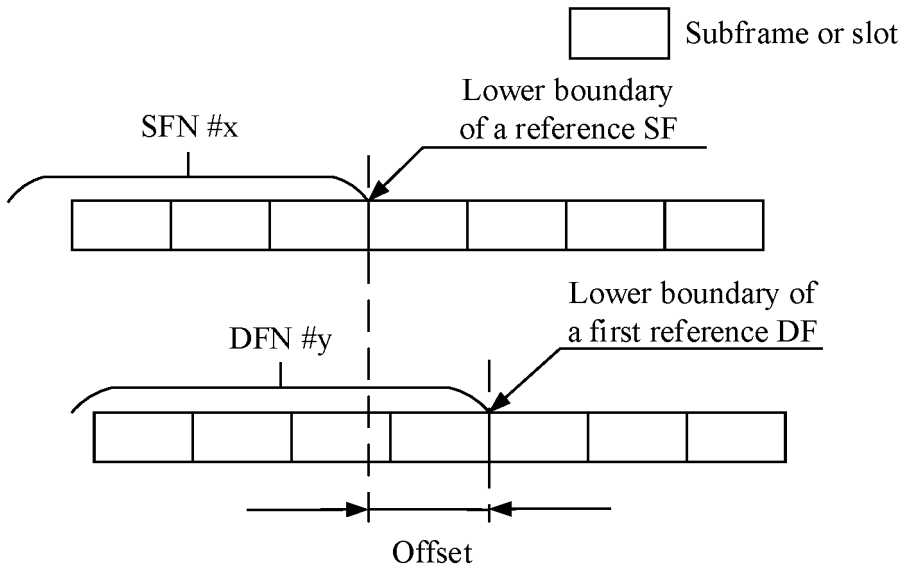 Subframe or slot
Lower boundary
of a reference SF
SFN #x
Lower boundary of
a first reference DF
DFN #y
Offset